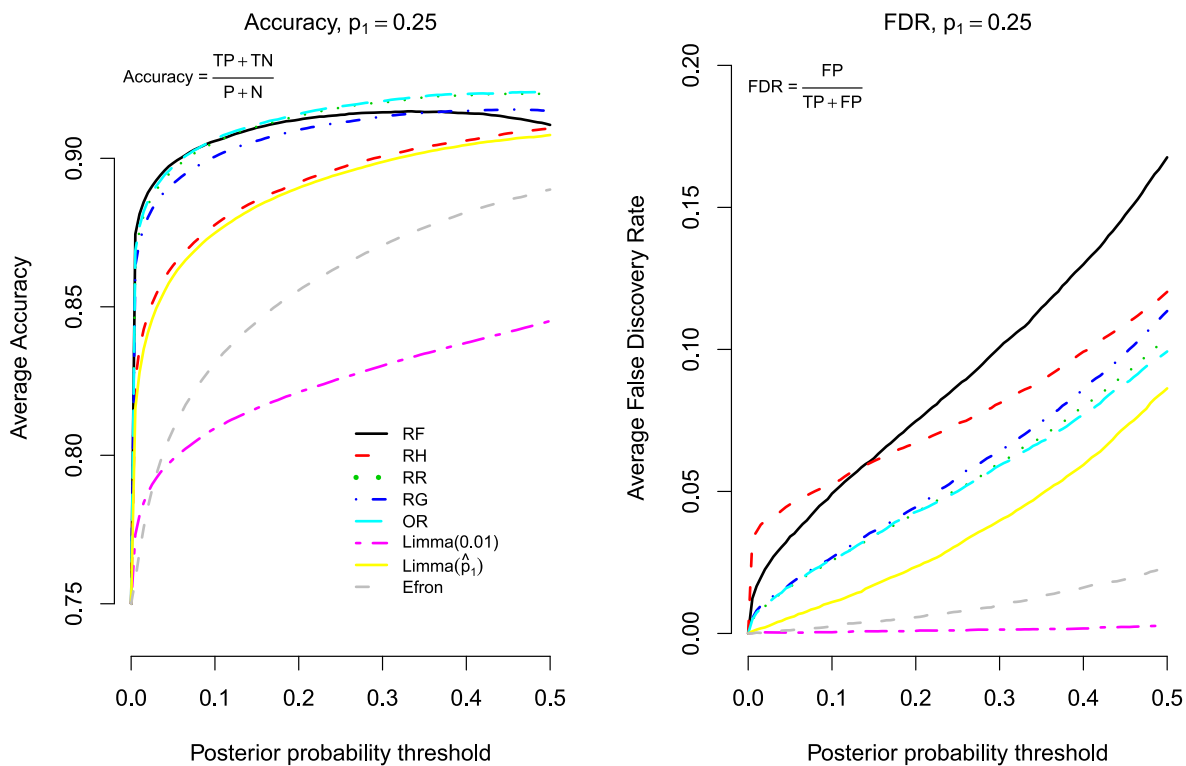 Accuracy, p₁ = 0.25
Accuracy = (TP + TN) / (P + N)
Average Accuracy
0.90
0.85
0.80
0.75
RF
RH
RR
RG
OR
Limma(0.01)
Limma(p̂₁)
Efron
0.0 0.1 0.2 0.3 0.4 0.5
Posterior probability threshold
FDR, p₁ = 0.25
FDR = FP / (TP + FP)
Average False Discovery Rate
0.20
0.15
0.10
0.05
0.00
0.0 0.1 0.2 0.3 0.4 0.5
Posterior probability threshold